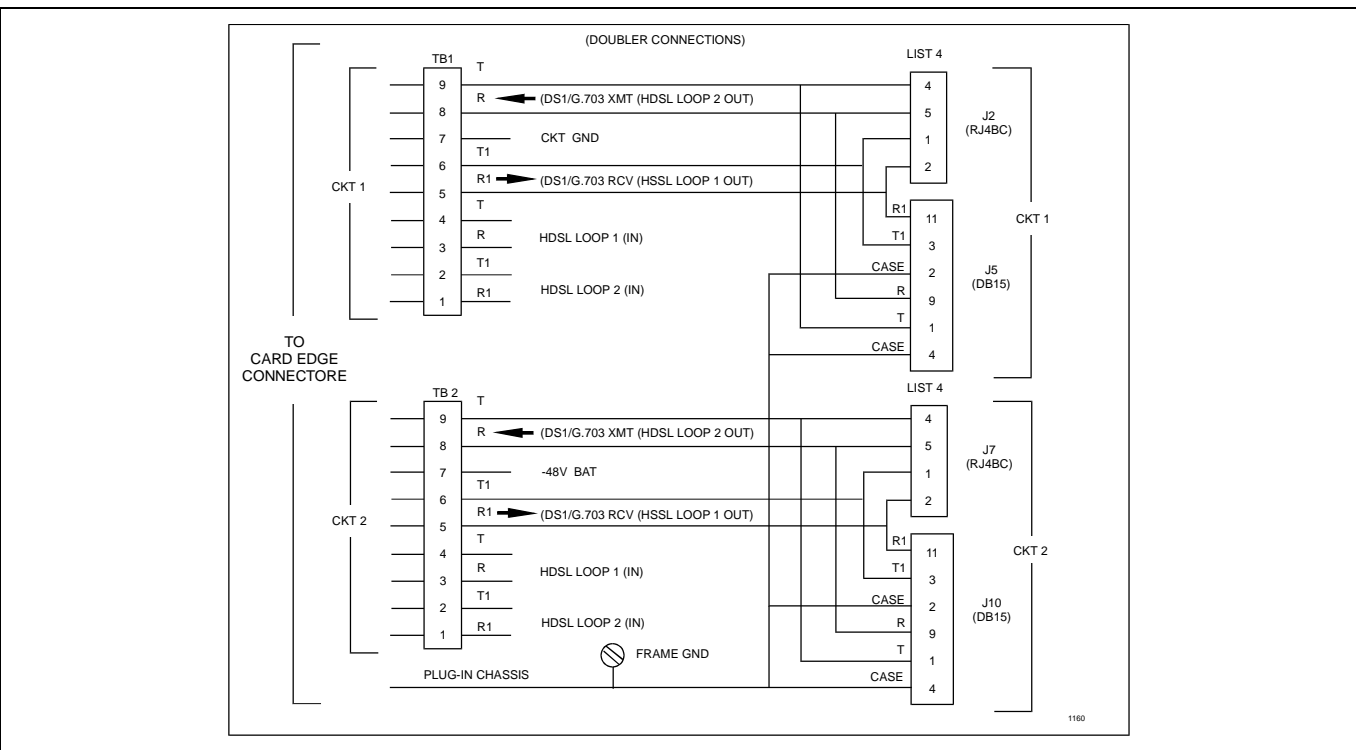 (DOUBLER CONNECTIONS)
TB1
T
LIST 4
9
4
R
(DS1/G.703 XMT (HDSL LOOP 2 OUT)
8
5
J2
(RJ4BC)
7
CKT GND
1
T1
6
2
CKT 1
R1
(DS1/G.703 RCV (HSSL LOOP 1 OUT)
5
T
R1
11
CKT 1
4
R
HDSL LOOP 1 (IN)
T1
3
3
T1
CASE
2
J5
(DB15)
2
R1
HDSL LOOP 2 (IN)
R
9
1
T
1
CASE
4
TO
CARD EDGE
CONNECTORE
TB 2
T
LIST 4
9
4
R
(DS1/G.703 XMT (HDSL LOOP 2 OUT)
8
5
J7
(RJ4BC)
7
-48V BAT
1
T1
6
2
CKT 2
R1
(DS1/G.703 RCV (HSSL LOOP 1 OUT)
5
T
R1
11
CKT 2
4
R
HDSL LOOP 1 (IN)
T1
3
3
T1
CASE
2
J10
(DB15)
2
R1
HDSL LOOP 2 (IN)
R
9
1
FRAME GND
T
1
PLUG-IN CHASSIS
CASE
4
1160